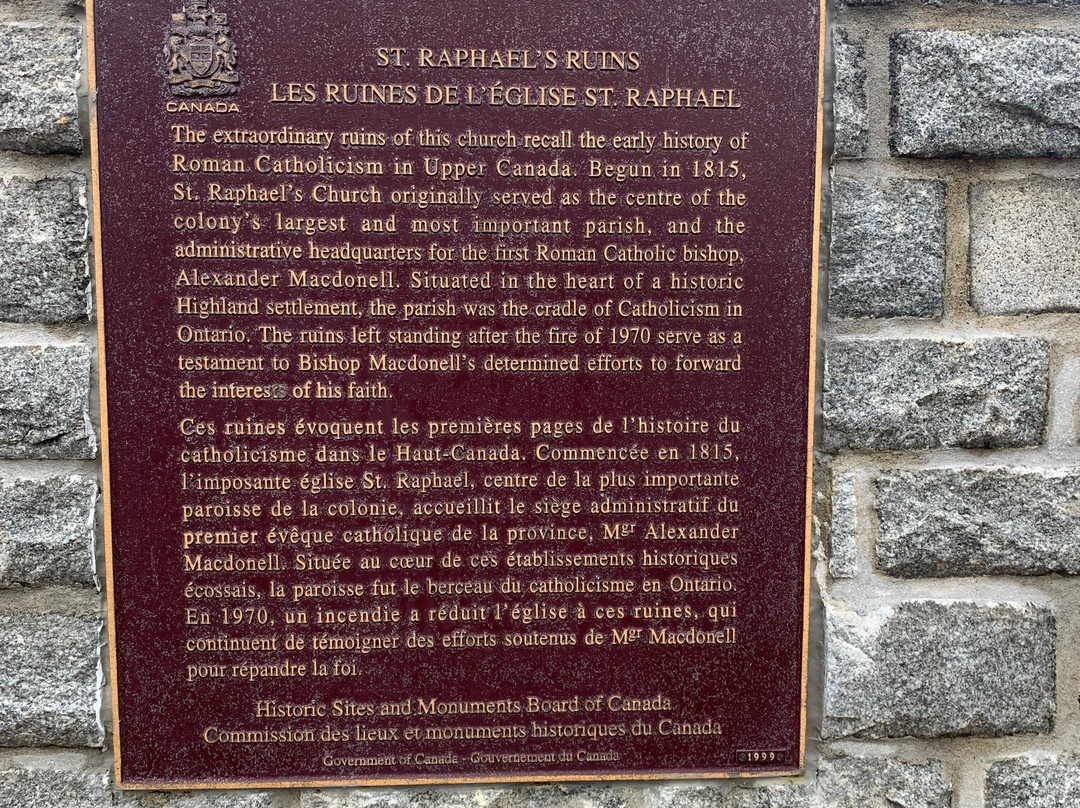 CANADA
ST. RAPHAEL'S RUINS
LES RUINES DE L'ÉGLISE ST. RAPHAEL
The extraordinary ruins of this church recall the early history of
Roman Catholicism in Upper Canada. Begun in 1815,
St. Raphael's Church originally served as the centre of the
colony's largest and most important parish, and the
administrative headquarters for the first Roman Catholic bishop,
Alexander Macdonell. Situated in the heart of a historic
Highland settlement, the parish was the cradle of Catholicism in
Ontario. The ruins left standing after the fire of 1970 serve as a
testament to Bishop Macdonell's determined efforts to forward
the interests of his faith.
Ces ruines évoquent les premières pages de l'histoire du
catholicisme dans le Haut-Canada. Commencée en 1815,
l'imposante église St. Raphael, centre de la plus importante
paroisse de la colonie, accueillit le siège administratif du
premier évêque catholique de la province, Mgr Alexander
Macdonell. Située au cœur de ces établissements historiques
écossais, la paroisse fut le berceau du catholicisme en Ontario.
En 1970, un incendie a réduit l'église à ces ruines, qui
continuent de témoigner des efforts soutenus de Mgr Macdonell
pour répandre la foi.
Historic Sites and Monuments Board of Canada
Commission des lieux et monuments historiques du Canada
Government of Canada - Gouvernement du Canada
1999